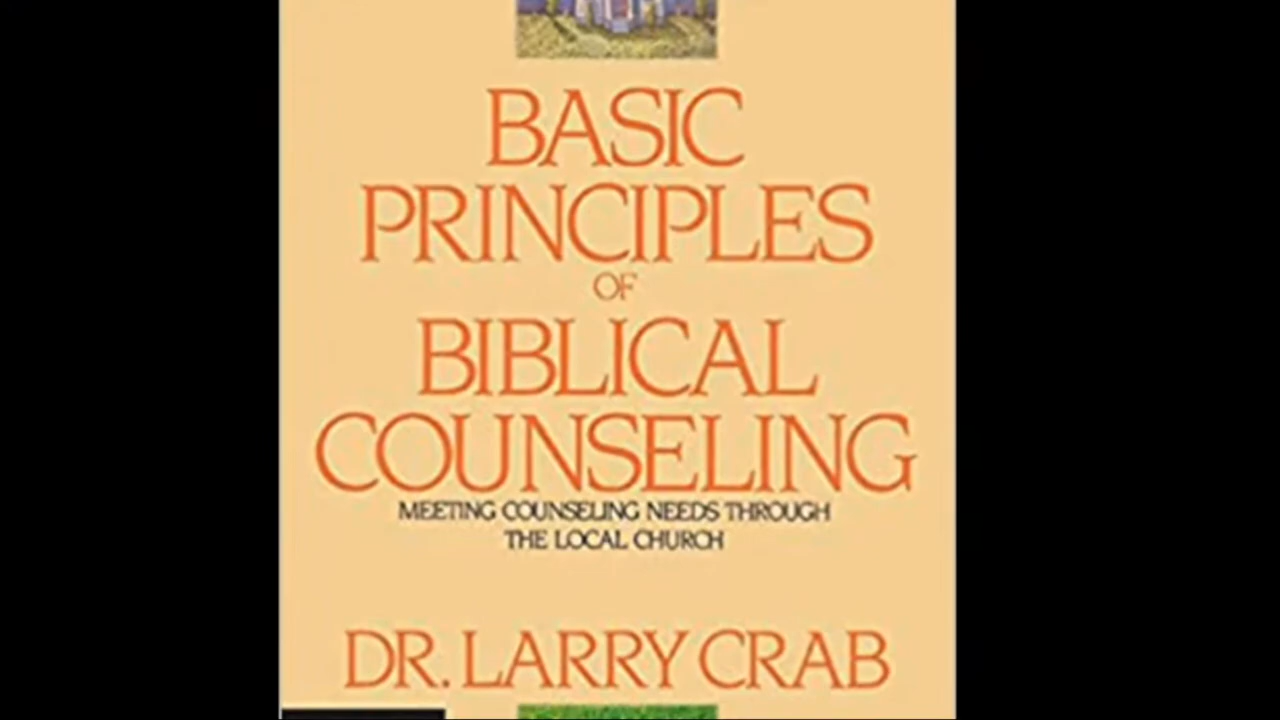 BASIC
PRINCIPLES
OF
BIBLICAL
COUNSELING
MEETING COUNSELING NEEDS THROUGH
THE LOCAL CHURCH
DR. LARRY CRAB